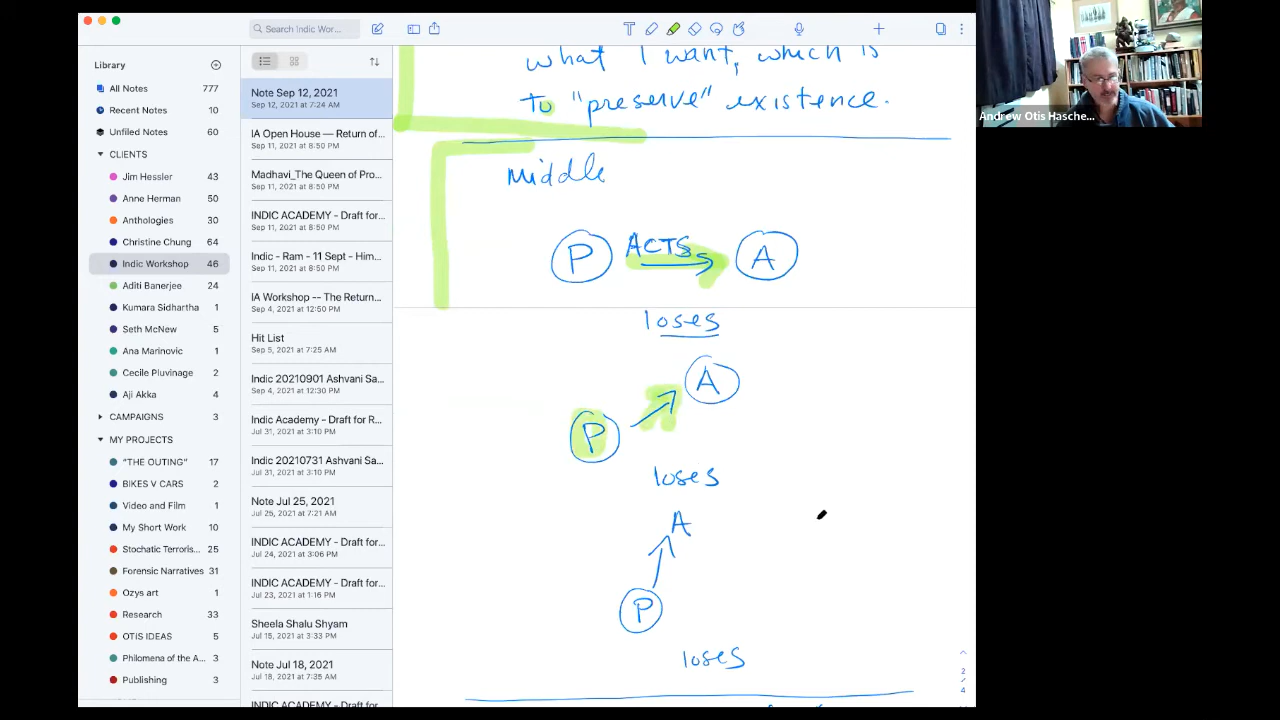 Search Indic Wor...
Library
All Notes 777
Recent Notes 10
Unfiled Notes 60
CLIENTS
Jim Hessler 43
Anne Herman 50
Anthologies 30
Christine Chung 64
Indic Workshop 46
Aditi Banerjee 24
Kumara Sidhartha 1
Seth McNew 5
Ana Marinovic 1
Cecile Pluvinage 2
Aji Akka 4
CAMPAIGNS 3
MY PROJECTS
"THE OUTING" 17
BIKES V CARS 2
Video and Film 1
My Short Work 10
Stochatic Terroris... 25
Forensic Narratives 31
Ozys art 1
Research 33
OTIS IDEAS 5
Philomena of the A... 3
Publishing 3
Note Sep 12, 2021
Sep 12, 2021 at 7:24 AM
IA Open House — Return of...
Sep 11, 2021 at 8:50 PM
Madhavi_The Queen of Pro...
Sep 11, 2021 at 8:50 PM
INDIC ACADEMY - Draft for...
Sep 11, 2021 at 8:50 PM
Indic - Ram - 11 Sept - Him...
Sep 11, 2021 at 8:50 PM
IA Workshop -- The Return...
Sep 4, 2021 at 12:50 PM
Hit List
Sep 5, 2021 at 7:25 AM
Indic 20210901 Ashvani Sa...
Sep 4, 2021 at 12:30 PM
Indic Academy - Draft for R...
Jul 31, 2021 at 3:10 PM
Indic 20210731 Ashvani Sa...
Jul 31, 2021 at 3:10 PM
Note Jul 25, 2021
Jul 25, 2021 at 7:21 AM
INDIC ACADEMY - Draft for...
Jul 24, 2021 at 3:06 PM
INDIC ACADEMY - Draft for...
Jul 23, 2021 at 1:16 PM
Sheela Shalu Shyam
Jul 15, 2021 at 3:33 PM
Note Jul 18, 2021
Jul 18, 2021 at 7:35 AM
INDIC ACADEMY - Draft for...
what I want, which is
to "preserve" existence.
Middle
P ACTS A
loses
A
P
loses
A
P
loses
2
4
Andrew Otis Hasche...